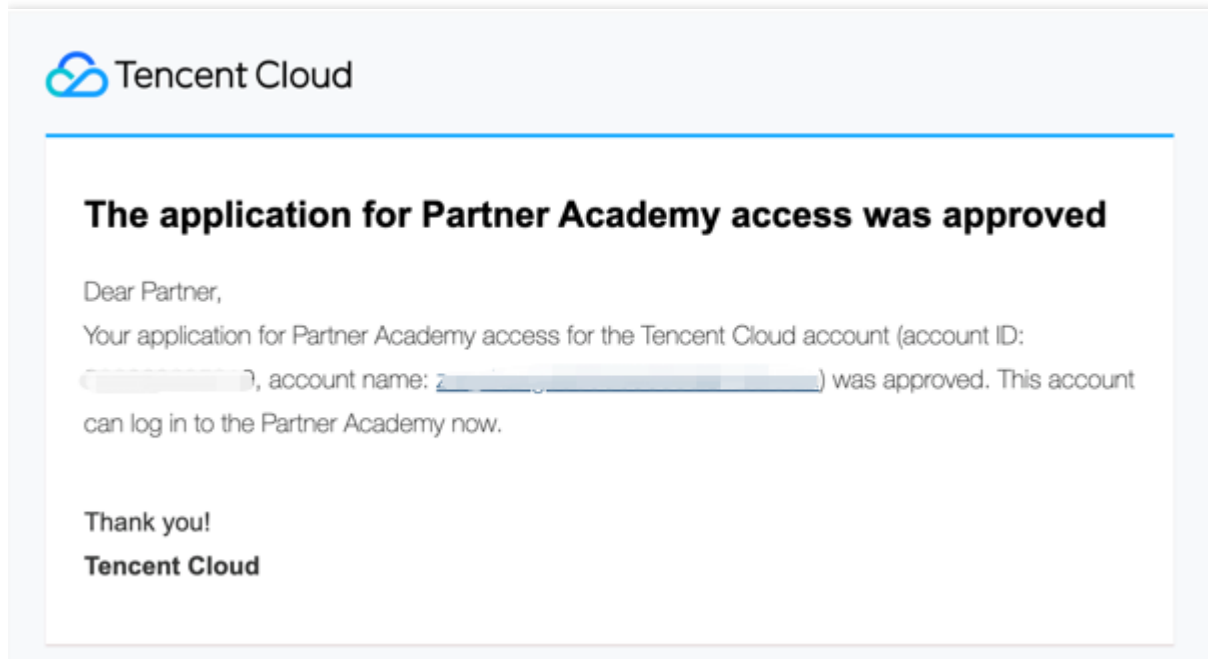 Tencent Cloud
The application for Partner Academy access was approved
Dear Partner,
Your application for Partner Academy access for the Tencent Cloud account (account ID:
, account name: ) was approved. This account
can log in to the Partner Academy now.
Thank you!
Tencent Cloud